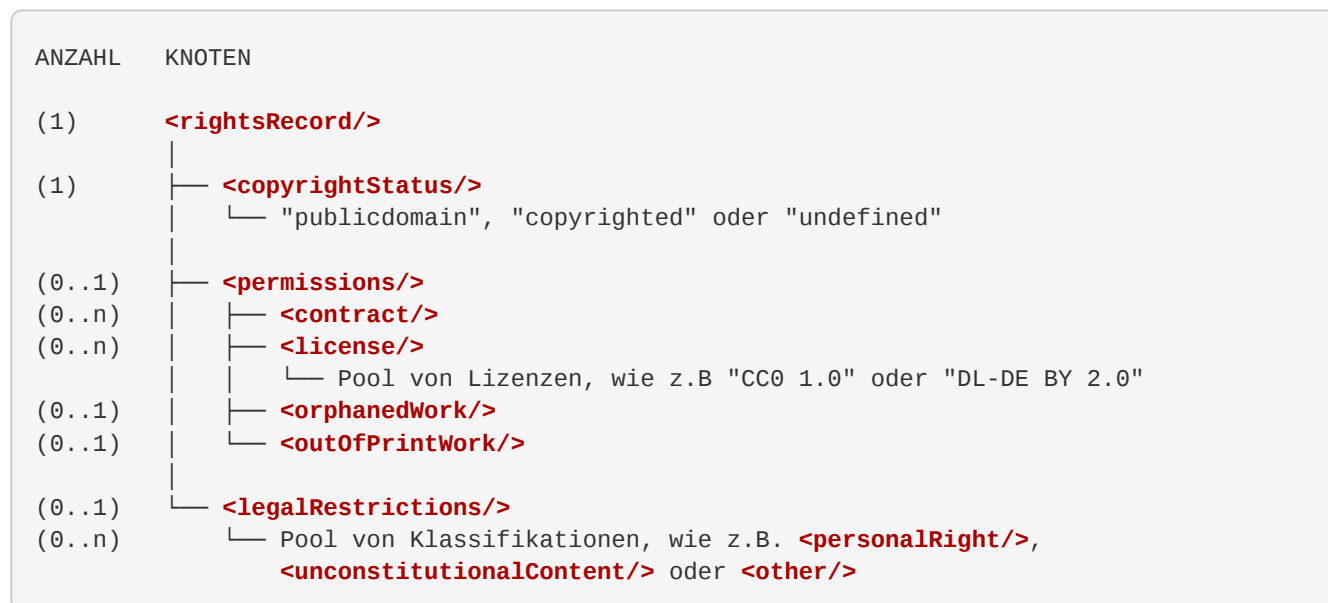 ANZAHL   KNOTEN
(1)      <rightsRecord/>
(1)      ├── <copyrightStatus/>
│   └── "publicdomain", "copyrighted" oder "undefined"
(0..1)   ├── <permissions/>
(0..n)   │   ├── <contract/>
(0..n)   │   ├── <license/>
│   │   └── Pool von Lizenzen, wie z.B "CC0 1.0" oder "DL-DE BY 2.0"
(0..1)   │   ├── <orphanedWork/>
(0..1)   │   └── <outOfPrintWork/>
(0..1)   └── <legalRestrictions/>
(0..n)       └── Pool von Klassifikationen, wie z.B. <personalRight/>,
<unconstitutionalContent/> oder <other/>